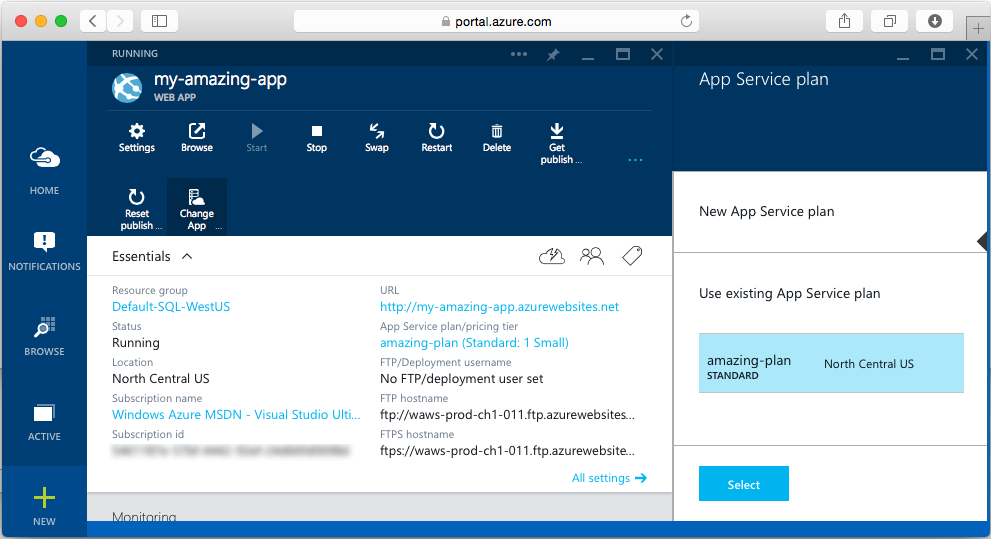 portal.azure.com
RUNNING
my-amazing-app
WEB APP
Settings
Browse
Start
Stop
Swap
Restart
Delete
Get
publish ...
Reset
publish ...
Change
App ...
HOME
NOTIFICATIONS
BROWSE
ACTIVE
NEW
Essentials
Resource group
Default-SQL-WestUS
Status
Running
Location
North Central US
Subscription name
Windows Azure MSDN - Visual Studio Ulti...
Subscription id
URL
http://my-amazing-app.azurewebsites.net
App Service plan/pricing tier
amazing-plan (Standard: 1 Small)
FTP/Deployment username
No FTP/deployment user set
FTP hostname
ftp://waws-prod-ch1-011.ftp.azurewebsites...
FTPS hostname
ftps://waws-prod-ch1-011.ftp.azurewebsite...
All settings
Monitoring
App Service plan
New App Service plan
Use existing App Service plan
amazing-plan
STANDARD
North Central US
Select